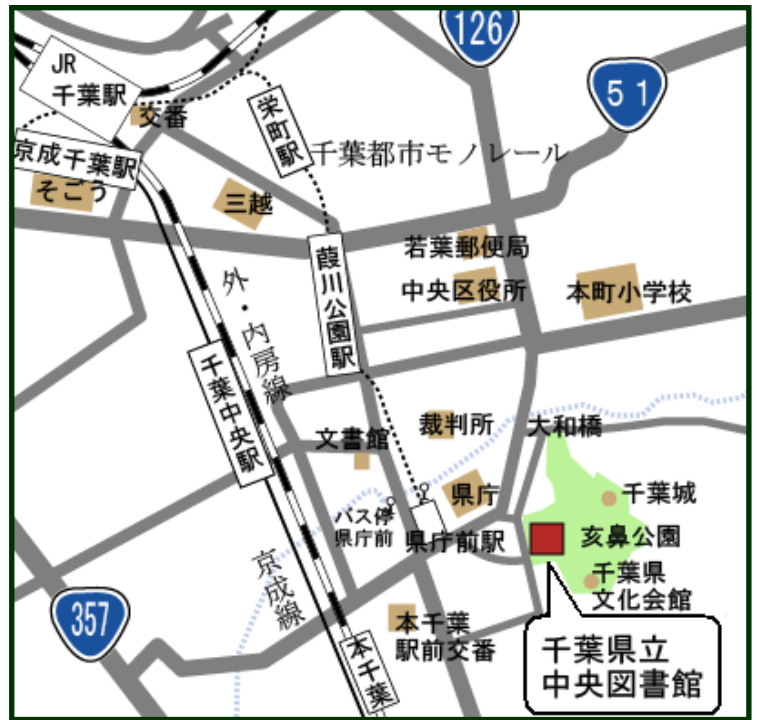 126
51
JR
千葉駅
交番
栄町駅
千葉都市モノレール
京成千葉駅
そごう
三越
葭川公園駅
若葉郵便局
中央区役所
本町小学校
外・内房線
千葉中央駅
文書館
裁判所
大和橋
県庁
千葉城
バス停
県庁前
県庁前駅
亥鼻公園
千葉県
文化会館
京成線
357
本千葉
駅前交番
本千葉
千葉県立
中央図書館